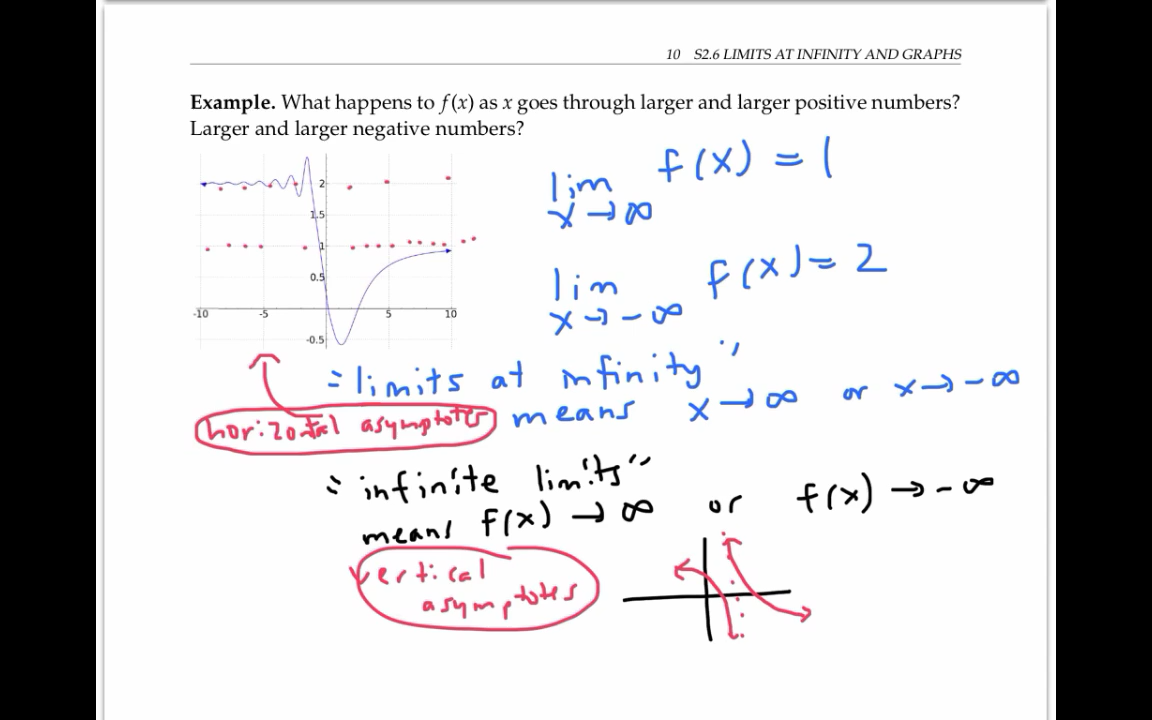 10 S2.6 LIMITS AT INFINITY AND GRAPHS
Example. What happens to f(x) as x goes through larger and larger positive numbers?
Larger and larger negative numbers?
2
1.5
1
0.5
-10 -5 5 10
-0.5
lim x→∞ f(x) = 1
lim x→-∞ f(x) = 2
"limits at infinity"
means x→∞ or x→-∞
horizontal asymptotes
"infinite limits"
means f(x)→∞ or f(x)→-∞
vertical
asymptotes